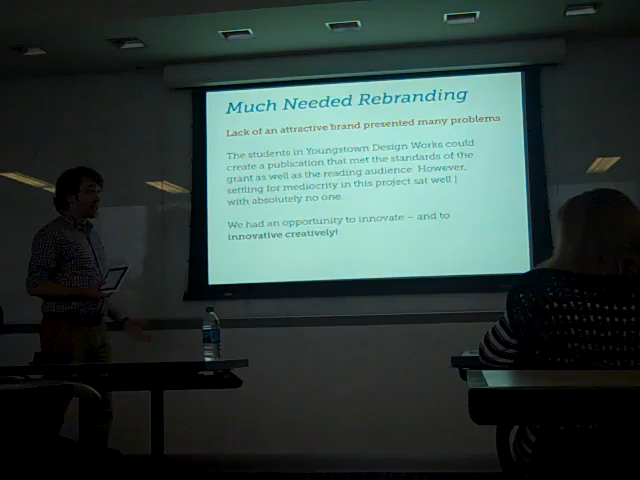 Much Needed Rebranding
Lack of an attractive brand presented many problems
The students in Youngstown Design Works could
create a publication that met the standards of the
grant as well as the reading audience. However,
settling for mediocrity in this project sat well
with absolutely no one.
We had an opportunity to innovate – and to
innovative creatively!